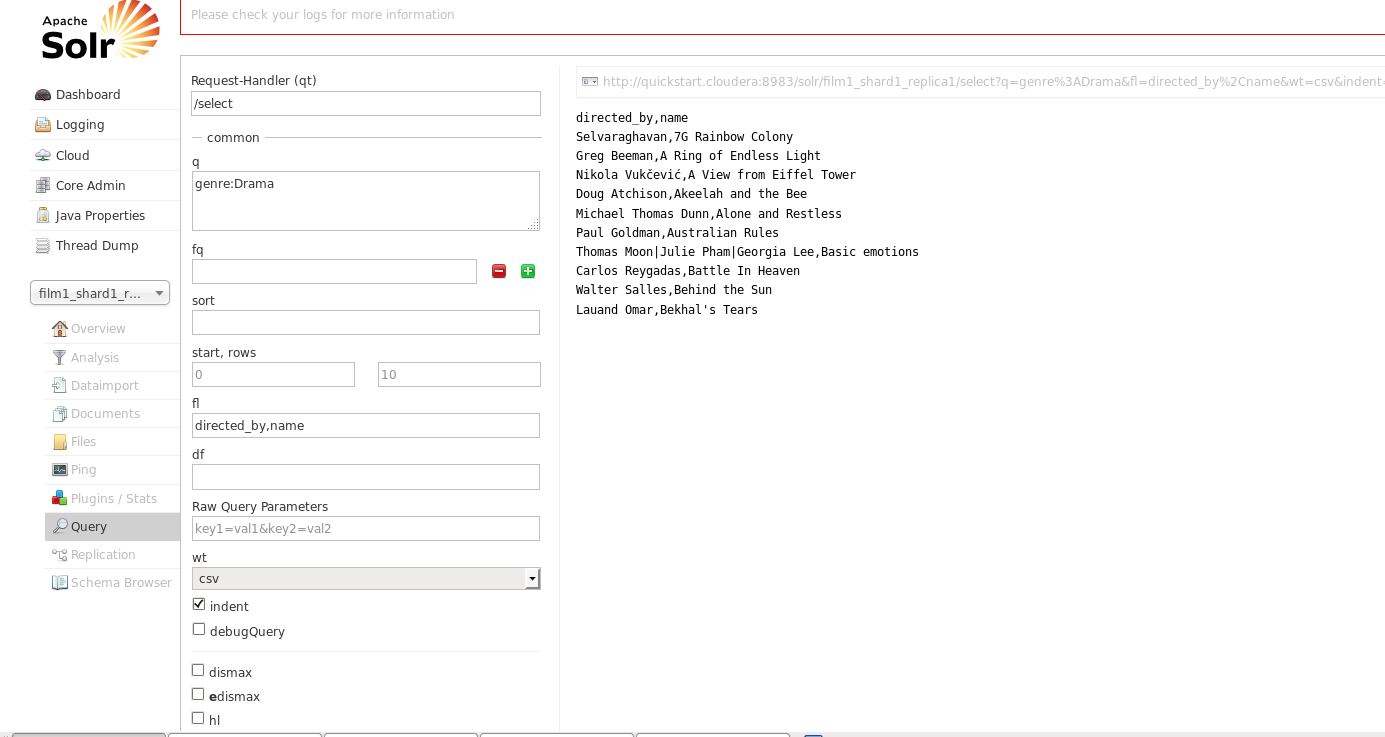 Please check your logs for more information
Apache
Solr
Dashboard
Logging
Cloud
Core Admin
Java Properties
Thread Dump
film1_shard1_r...
Overview
Analysis
Dataimport
Documents
Files
Ping
Plugins / Stats
Query
Replication
Schema Browser
Request-Handler (qt)
/select
common
q
genre:Drama
fq
sort
start, rows
0 10
fl
directed_by,name
df
Raw Query Parameters
key1=val1&key2=val2
wt
csv
indent
debugQuery
dismax
edismax
hl
http://quickstart.cloudera:8983/solr/film1_shard1_replica1/select?q=genre%3ADrama&fl=directed_by%2Cname&wt=csv&indent=
directed_by,name
Selvaraghavan,7G Rainbow Colony
Greg Beeman,A Ring of Endless Light
Nikola Vukčević,A View from Eiffel Tower
Doug Atchison,Akeelah and the Bee
Michael Thomas Dunn,Alone and Restless
Paul Goldman,Australian Rules
Thomas Moon|Julie Pham|Georgia Lee,Basic emotions
Carlos Reygadas,Battle In Heaven
Walter Salles,Behind the Sun
Lauand Omar,Bekhal's Tears